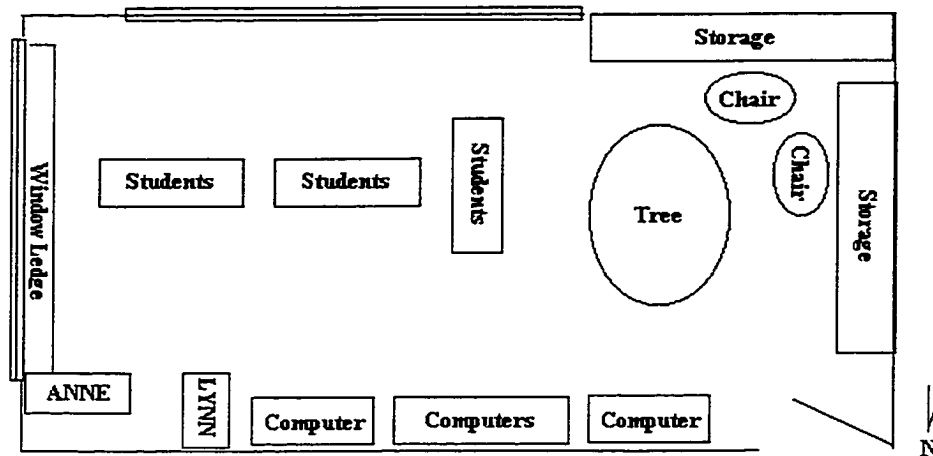 Storage
Chair
Chair
Students
Students
Students
Tree
Window Ledge
Storage
ANNE
LYNN
Computer
Computers
Computer
N